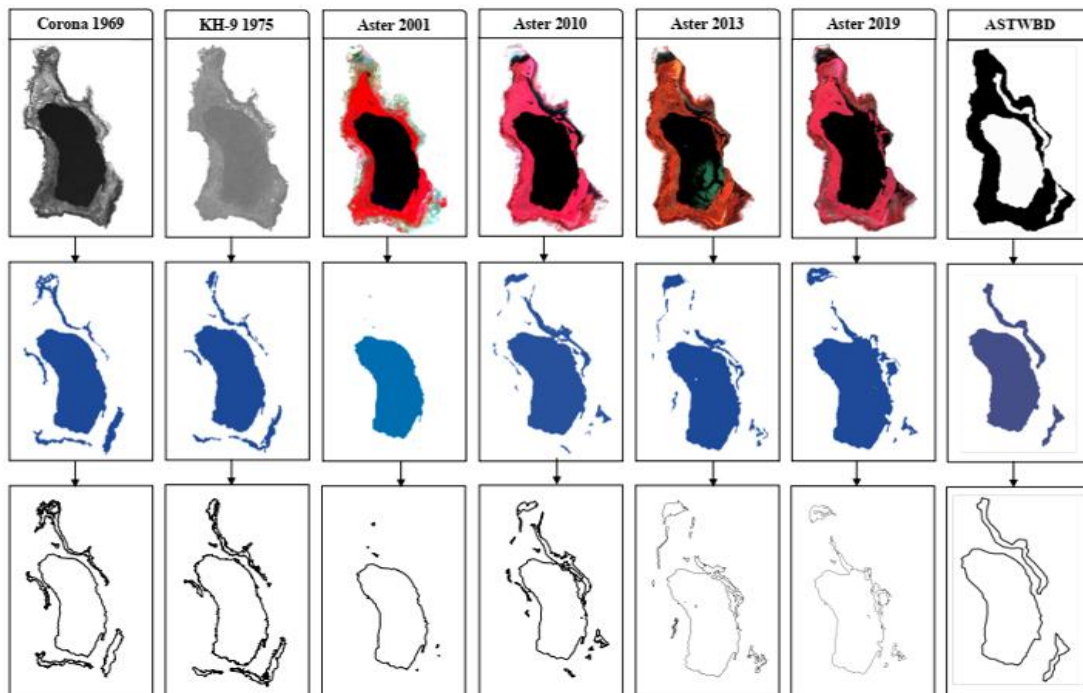 Corona 1969
KH-9 1975
Aster 2001
Aster 2010
Aster 2013
Aster 2019
ASTWBD